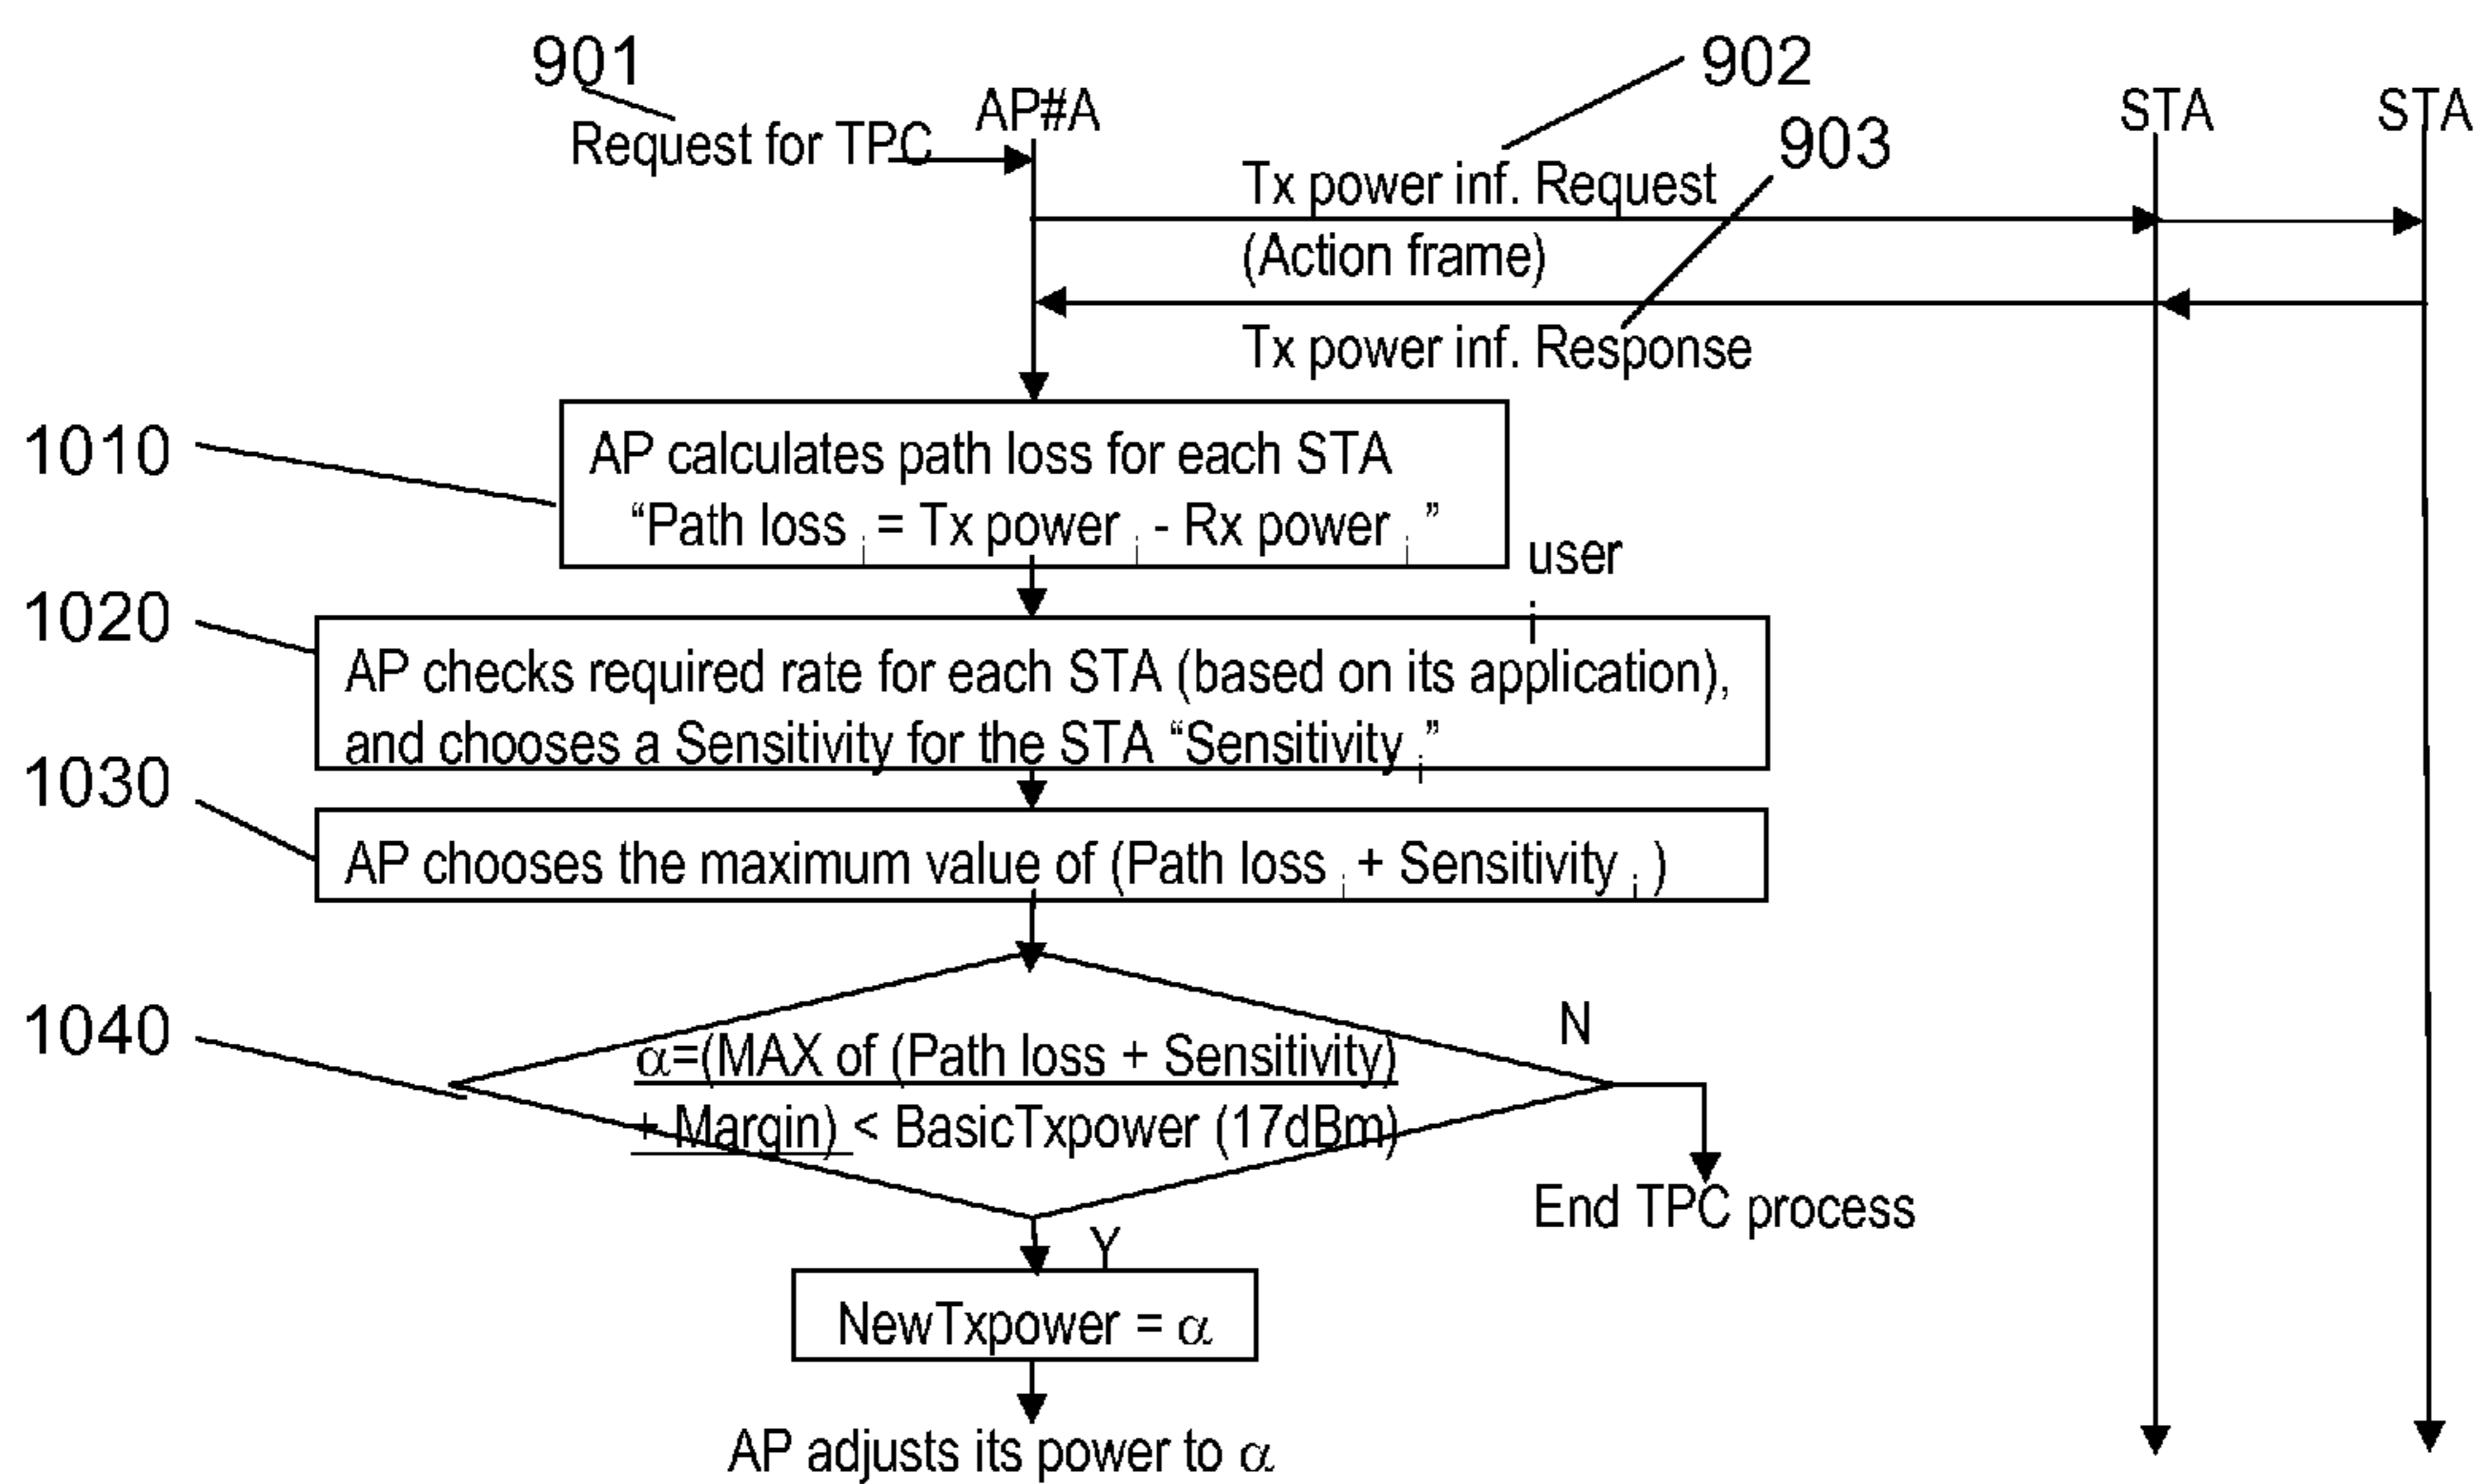 901
902
AP#A
STA
STA
Request for TPC
903
Tx power inf. Request
(Action frame)
Tx power inf. Response
1010
AP calculates path loss for each STA
“Path loss i = Tx power i - Rx power i ”
user
i
1020
AP checks required rate for each STA (based on its application),
and chooses a Sensitivity for the STA “Sensitivity i”
1030
AP chooses the maximum value of (Path loss i + Sensitivity i )
1040
α=(MAX of (Path loss + Sensitivity)
+ Margin) < BasicTxpower (17dBm)
N
End TPC process
Y
NewTxpower = α
AP adjusts its power to α